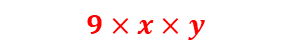 9 × x × y